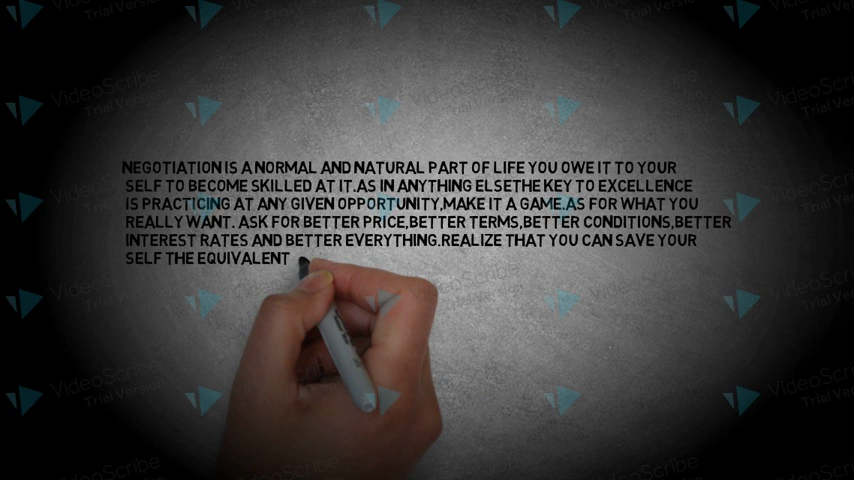 NEGOTIATION IS A NORMAL AND NATURAL PART OF LIFE YOU OWE IT TO YOUR
SELF TO BECOME SKILLED AT IT.AS IN ANYTHING ELSETHE KEY TO EXCELLENCE
IS PRACTICING AT ANY GIVEN OPPORTUNITY,MAKE IT A GAME.AS FOR WHAT YOU
REALLY WANT. ASK FOR BETTER PRICE,BETTER TERMS,BETTER CONDITIONS,BETTER
INTEREST RATES AND BETTER EVERYTHING.REALIZE THAT YOU CAN SAVE YOUR
SELF THE EQUIVALENT
VideoScribe
Trial Version